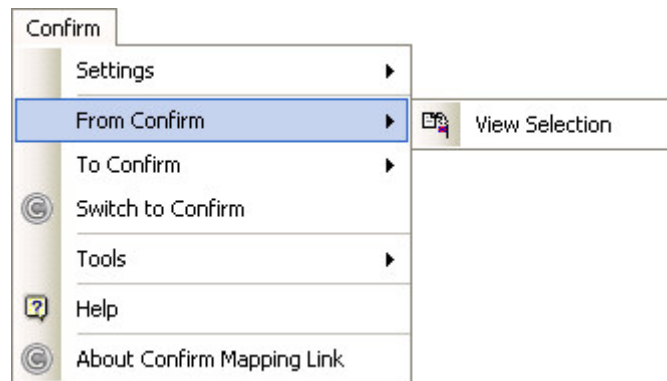 Confirm
Settings
From Confirm
View Selection
To Confirm
Switch to Confirm
Tools
Help
About Confirm Mapping Link